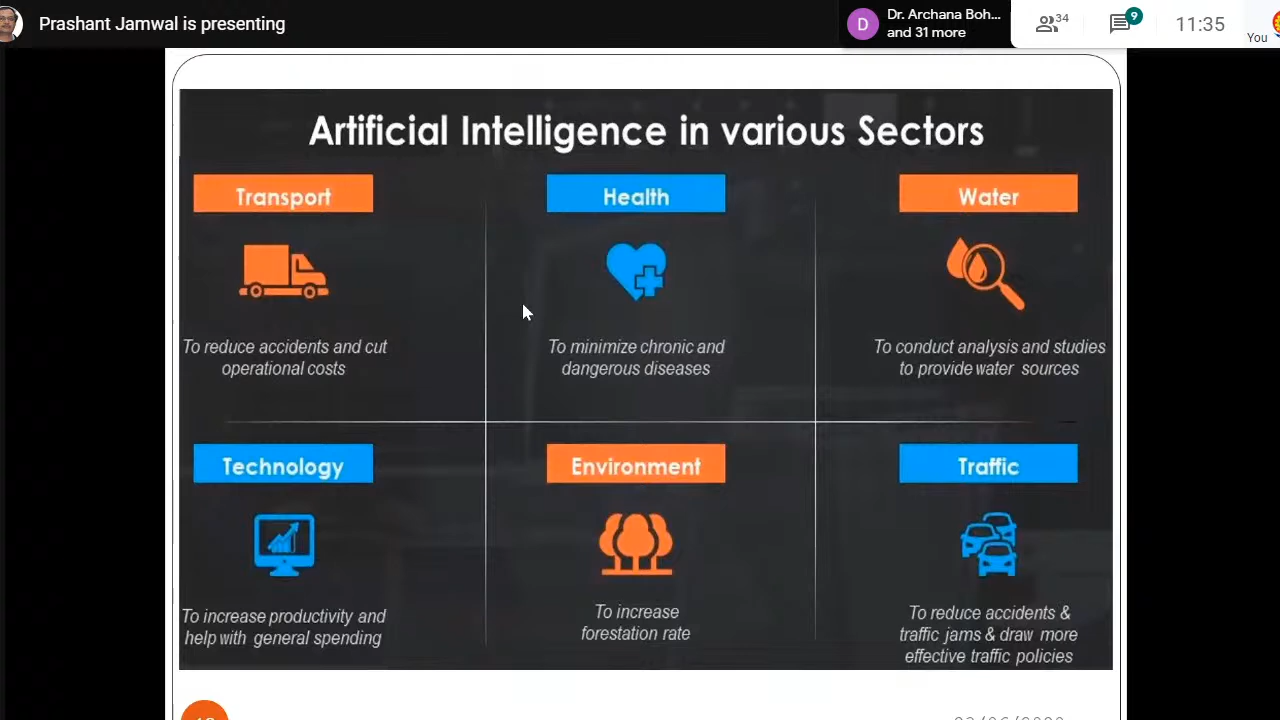 Prashant Jamwal is presenting
D
Dr. Archana Boh...
and 31 more
34
9
11:35
You
Artificial Intelligence in various Sectors
Transport
Health
Water
To reduce accidents and cut
operational costs
To minimize chronic and
dangerous diseases
To conduct analysis and studies
to provide water sources
Technology
Environment
Traffic
To increase productivity and
help with general spending
To increase
forestation rate
To reduce accidents &
traffic jams & draw more
effective traffic policies